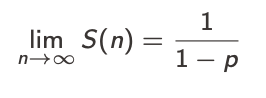 lim n→∞ S(n) = 1 / (1 − p)